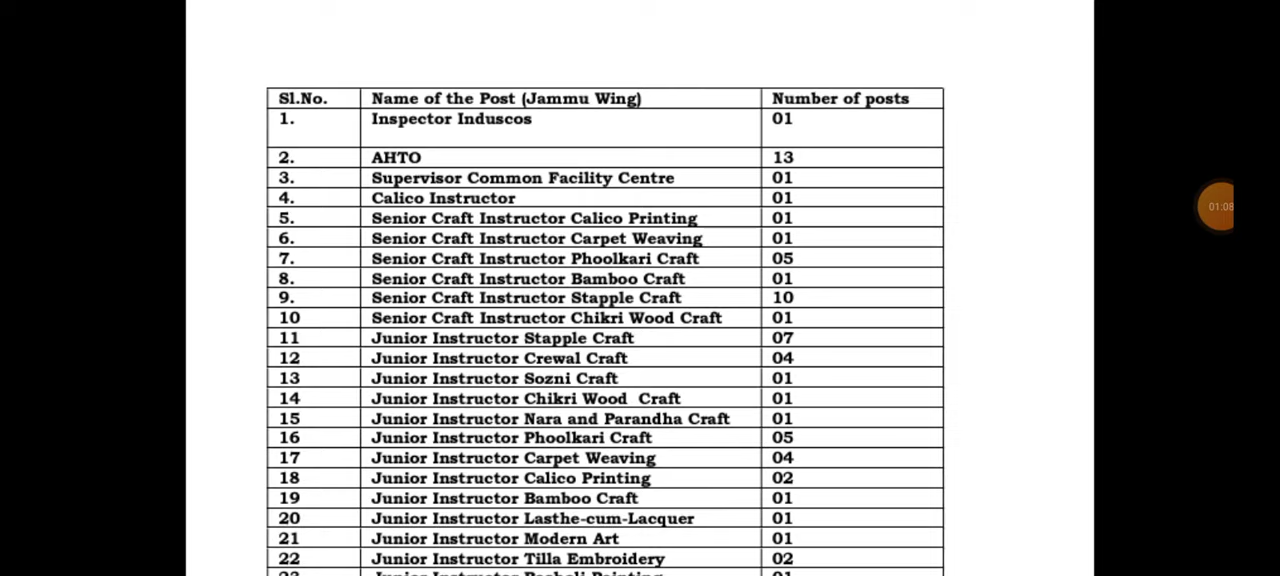 Sl.No. Name of the Post (Jammu Wing) Number of posts
1. Inspector Induscos 01
2. AHTO 13
3. Supervisor Common Facility Centre 01
4. Calico Instructor 01
5. Senior Craft Instructor Calico Printing 01
6. Senior Craft Instructor Carpet Weaving 01
7. Senior Craft Instructor Phoolkari Craft 05
8. Senior Craft Instructor Bamboo Craft 01
9. Senior Craft Instructor Stapple Craft 10
10 Senior Craft Instructor Chikri Wood Craft 01
11 Junior Instructor Stapple Craft 07
12 Junior Instructor Crewal Craft 04
13 Junior Instructor Sozni Craft 01
14 Junior Instructor Chikri Wood Craft 01
15 Junior Instructor Nara and Parandha Craft 01
16 Junior Instructor Phoolkari Craft 05
17 Junior Instructor Carpet Weaving 04
18 Junior Instructor Calico Printing 02
19 Junior Instructor Bamboo Craft 01
20 Junior Instructor Lasthe-cum-Lacquer 01
21 Junior Instructor Modern Art 01
22 Junior Instructor Tilla Embroidery 02
23 Junior Instructor Basholi Painting 01
01:08